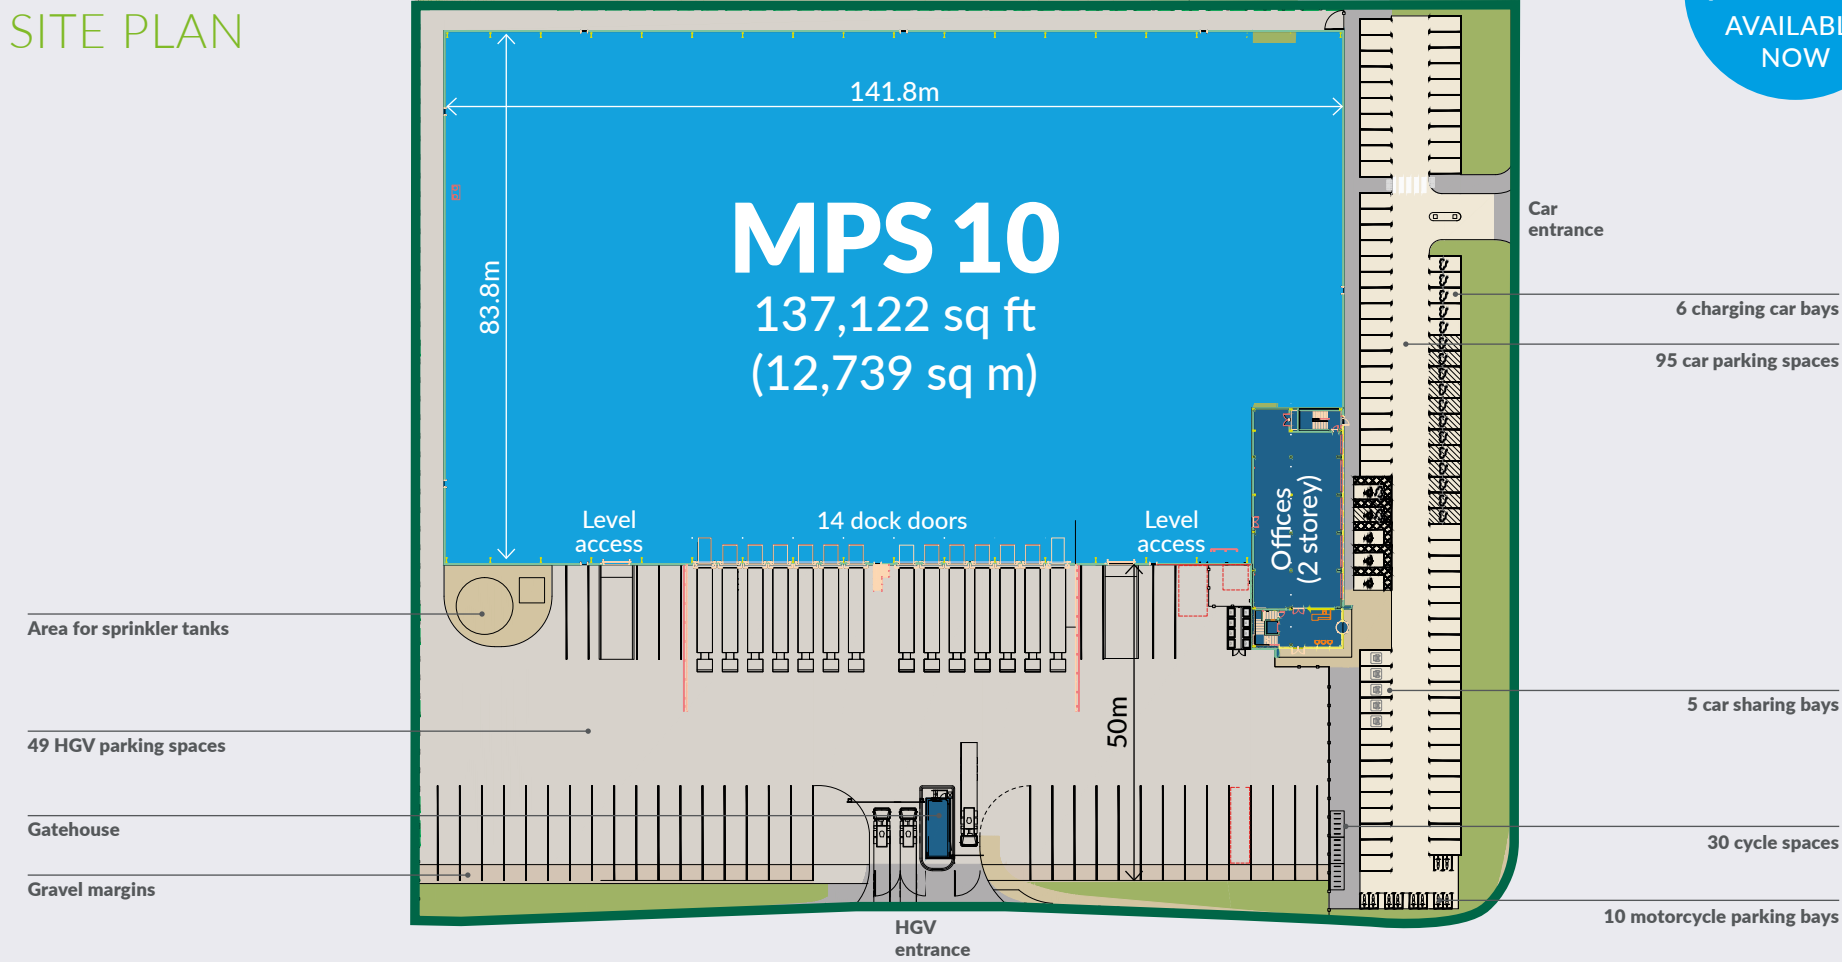 SITE PLAN
AVAILABL
NOW
141.8m
83.8m
MPS 10
137,122 sq ft
(12,739 sq m)
Level
access
14 dock doors
Level
access
Offices
(2 storey)
50m
Car
entrance
6 charging car bays
95 car parking spaces
5 car sharing bays
30 cycle spaces
10 motorcycle parking bays
Area for sprinkler tanks
49 HGV parking spaces
Gatehouse
Gravel margins
HGV
entrance